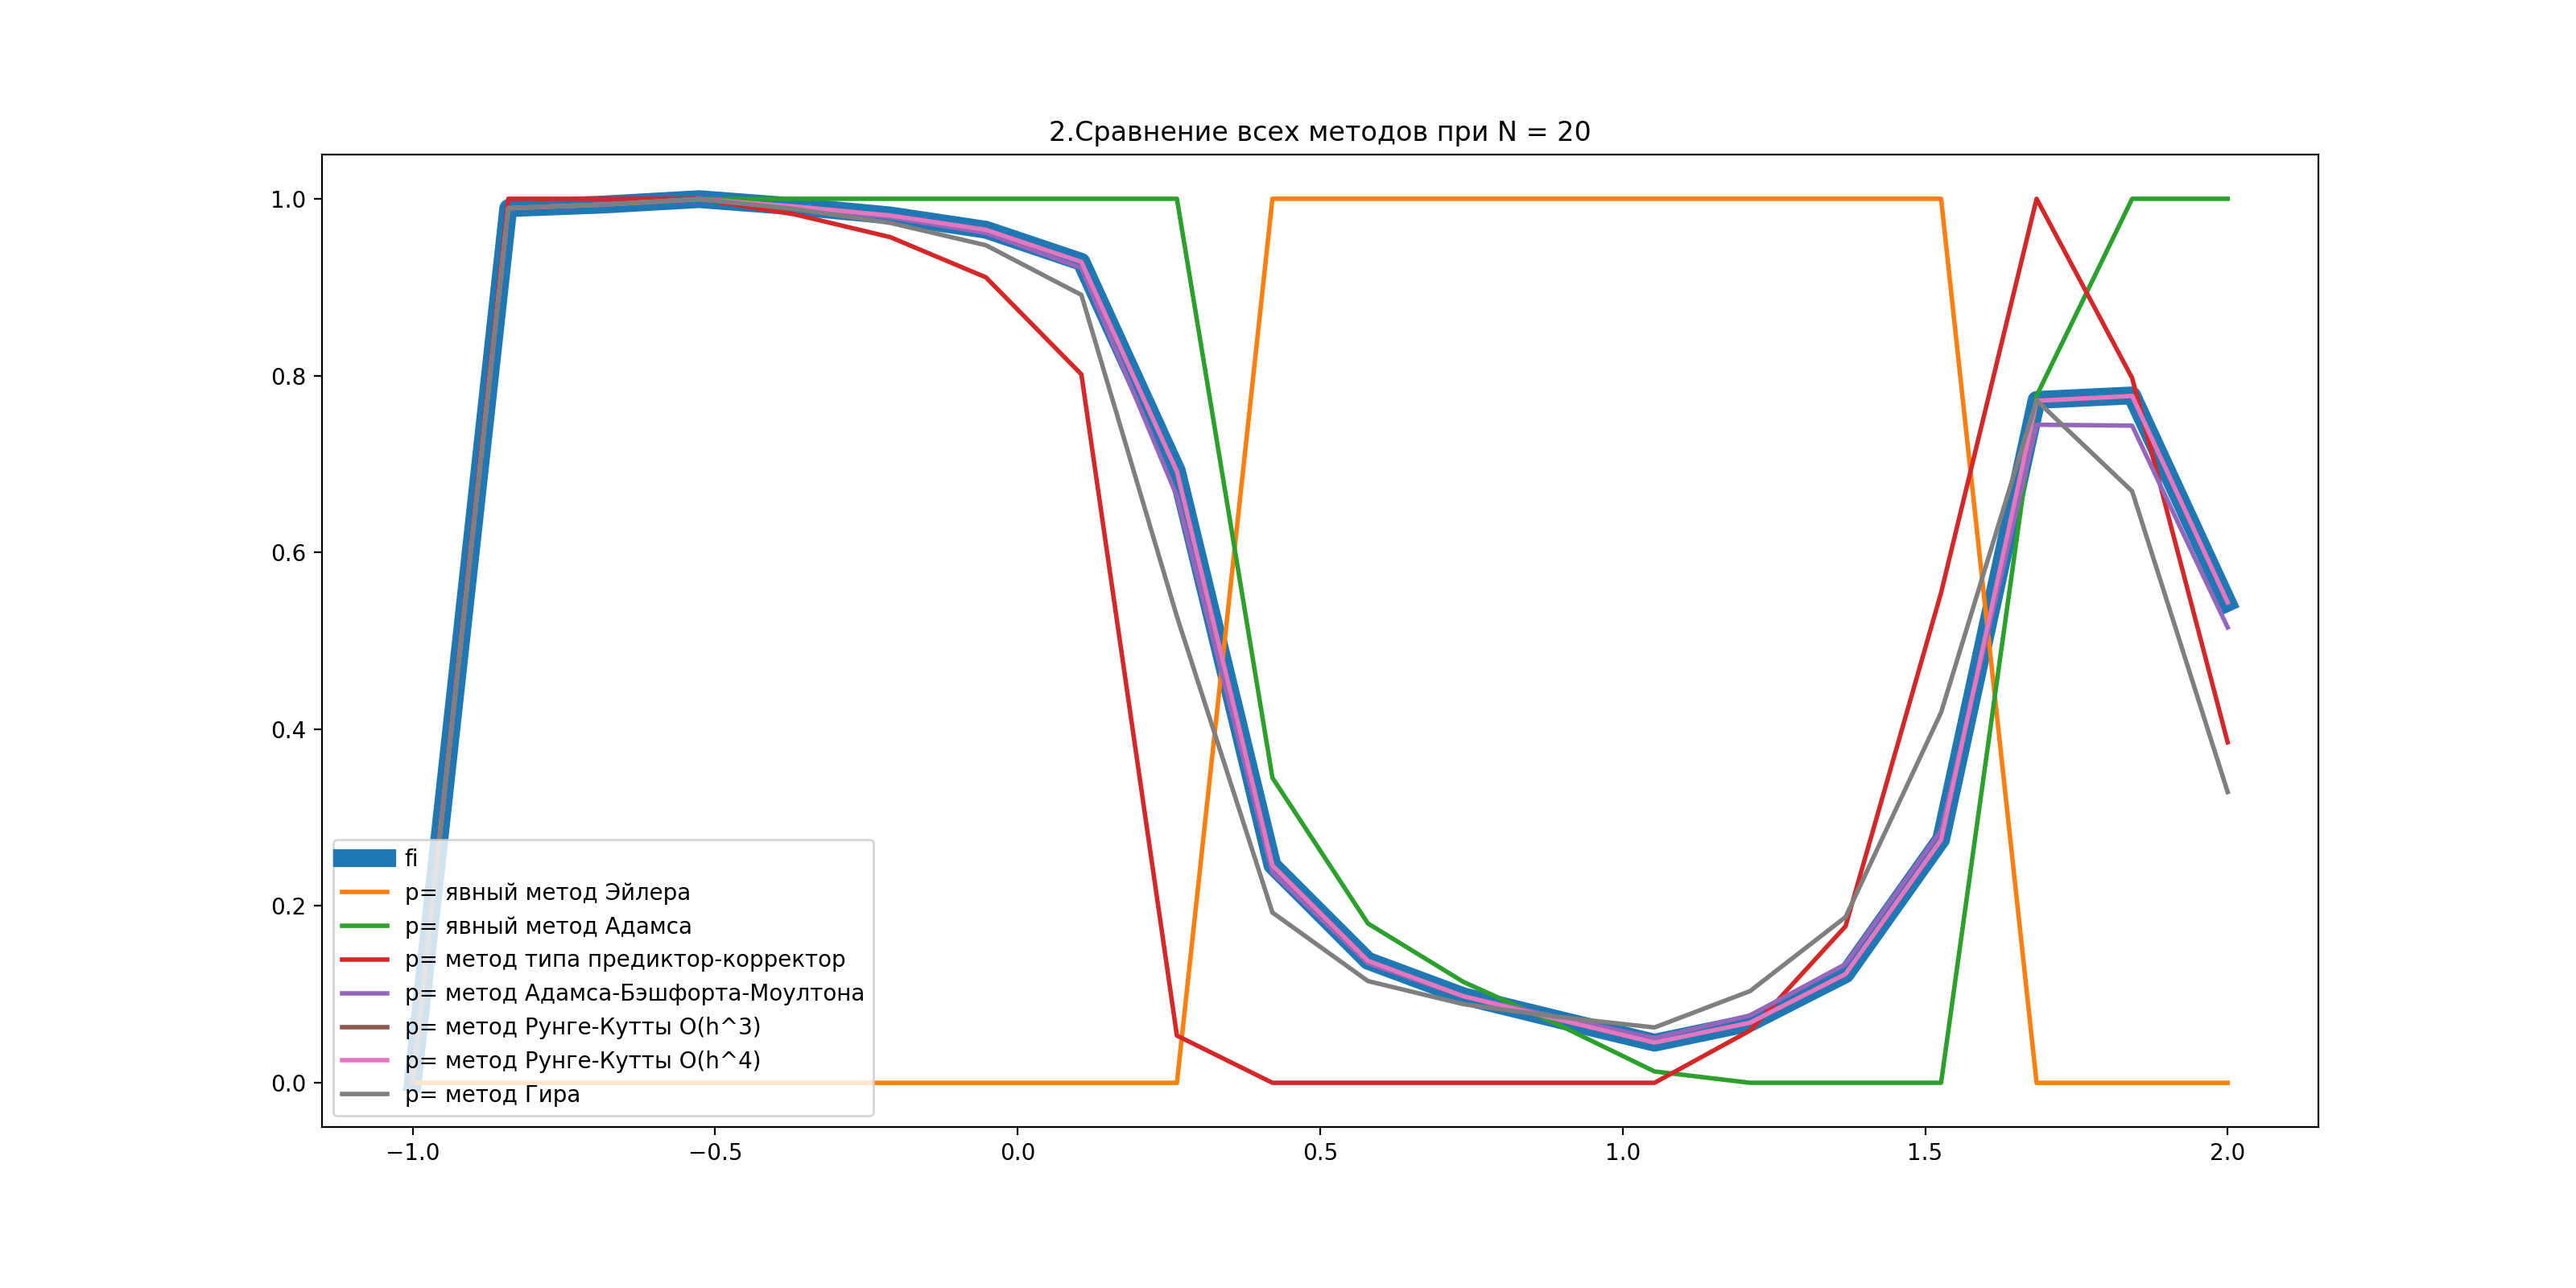 2.Сравнение всех методов при N = 20
1.0
0.8
0.6
0.4
0.2
0.0
fi
p= явный метод Эйлера
p= явный метод Адамса
p= метод типа предиктор-корректор
p= метод Адамса-Бэшфорта-Моултона
p= метод Рунге-Кутты O(h^3)
p= метод Рунге-Кутты O(h^4)
p= метод Гира
−1.0 −0.5 0.0 0.5 1.0 1.5 2.0